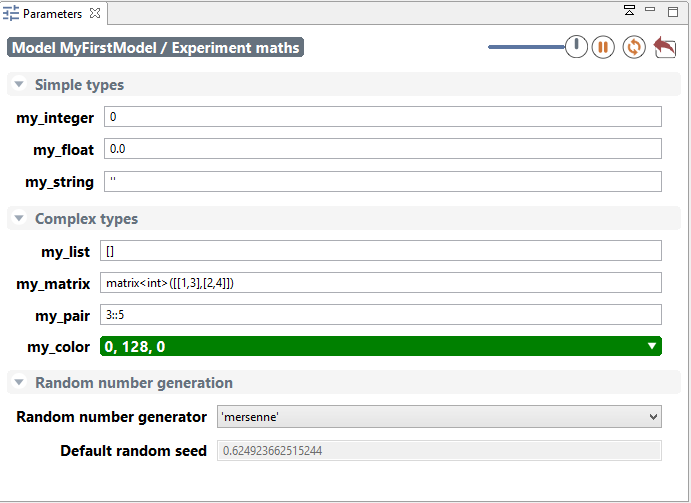 Parameters
Model MyFirstModel / Experiment maths
Simple types
my_integer 0
my_float 0.0
my_string ''
Complex types
my_list []
my_matrix matrix<int>([[1,3],[2,4]])
my_pair 3::5
my_color 0, 128, 0
Random number generation
Random number generator 'mersenne'
Default random seed 0.624923662515244